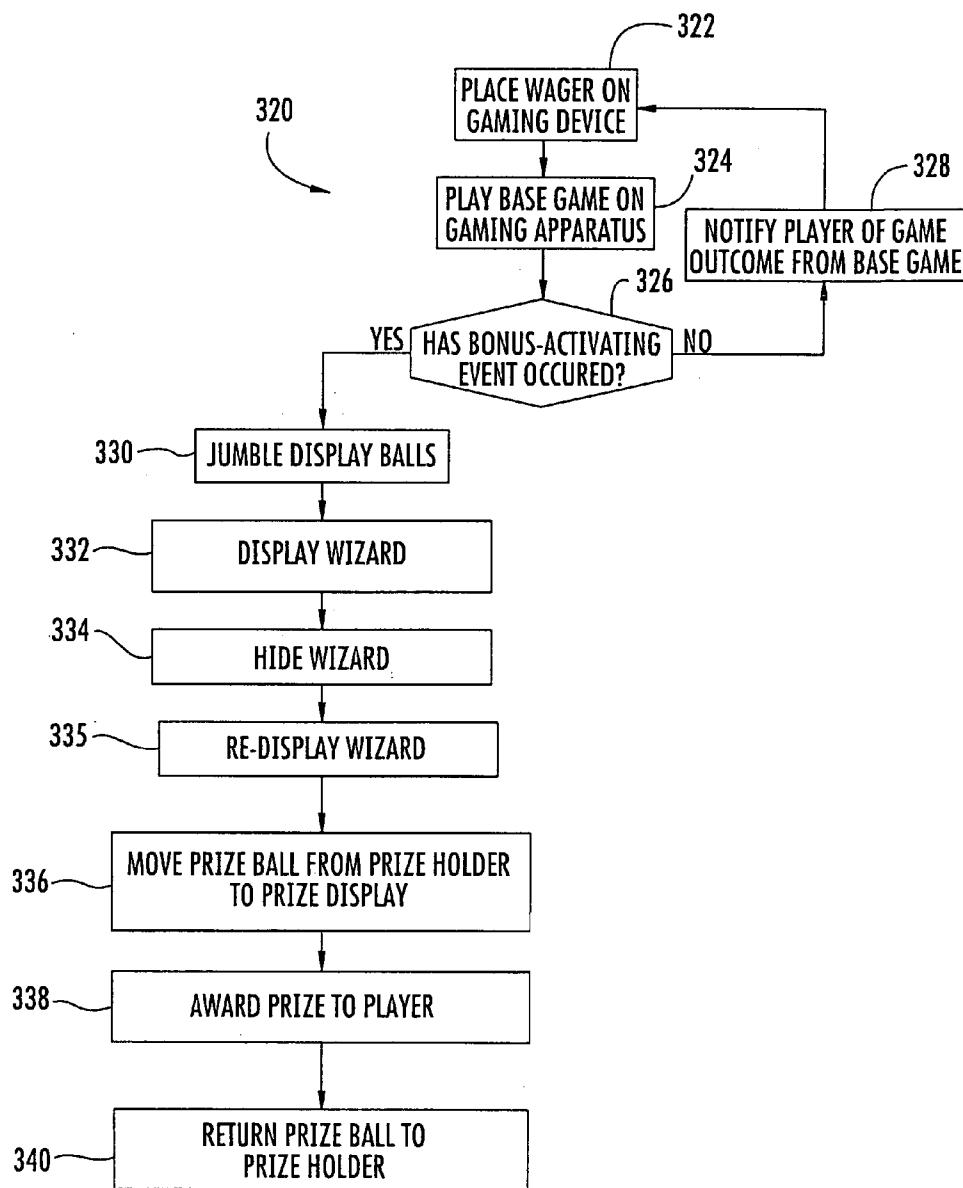 322
PLACE WAGER ON
GAMING DEVICE
320
324
PLAY BASE GAME ON
GAMING APPARATUS
328
NOTIFY PLAYER OF GAME
OUTCOME FROM BASE GAME
326
YES
HAS BONUS-ACTIVATING
EVENT OCCURED?
NO
330
JUMBLE DISPLAY BALLS
332
DISPLAY WIZARD
334
HIDE WIZARD
335
RE-DISPLAY WIZARD
336
MOVE PRIZE BALL FROM PRIZE HOLDER
TO PRIZE DISPLAY
338
AWARD PRIZE TO PLAYER
340
RETURN PRIZE BALL TO
PRIZE HOLDER